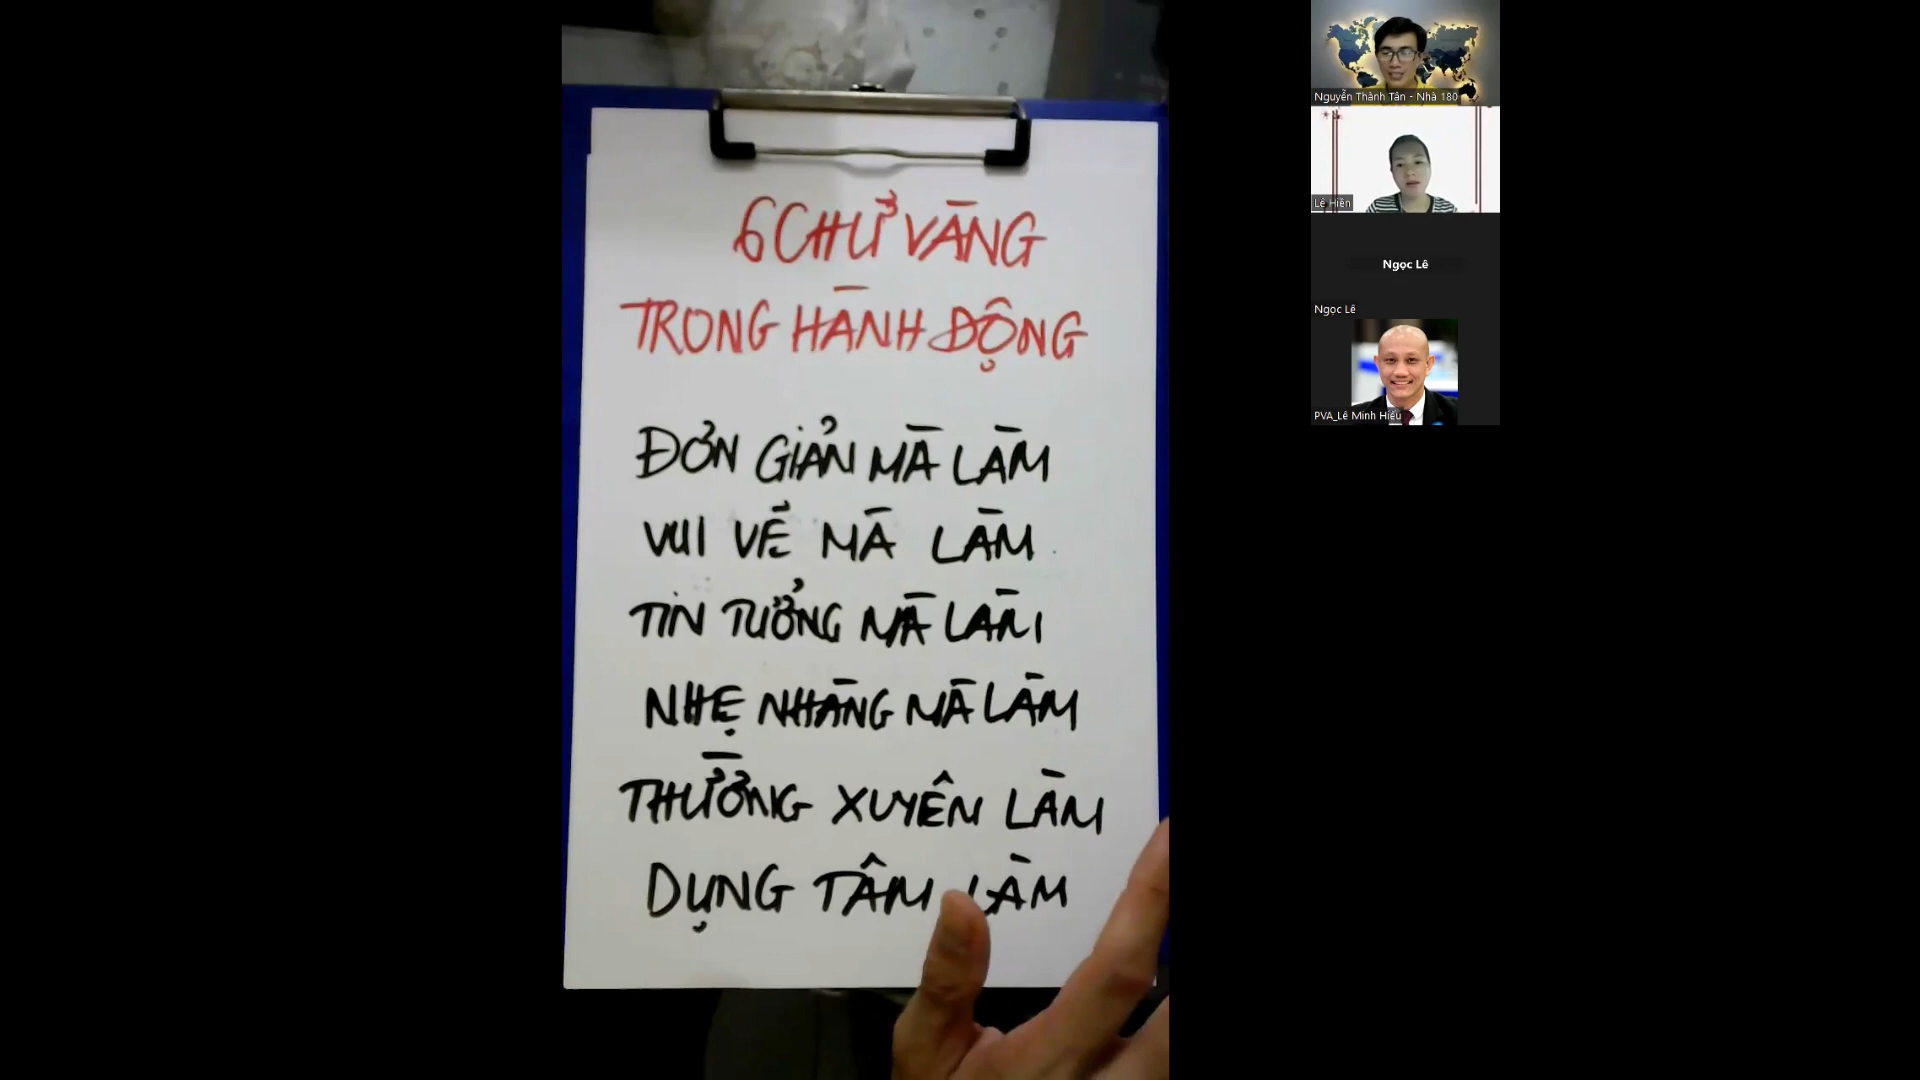 6 CHỮ VÀNG
TRONG HÀNH ĐỘNG
ĐƠN GIẢN MÀ LÀM
VUI VẺ MÀ LÀM
TIN TƯỞNG MÀ LÀM
NHẸ NHÀNG MÀ LÀM
THƯỜNG XUYÊN LÀM
DỤNG TÂM LÀM
Nguyễn Thành Tân - Nhà 180
Lê Hiền
Ngọc Lê
Ngọc Lê
PVA_Lê Minh Hiếu